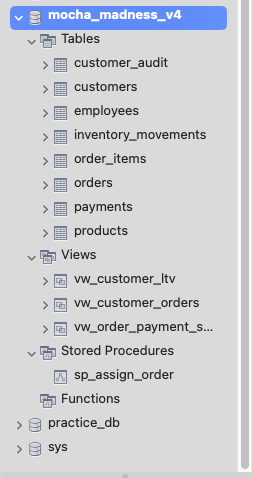 mocha_madness_v4
Tables
customer_audit
customers
employees
inventory_movements
order_items
orders
payments
products
Views
vw_customer_ltv
vw_customer_orders
vw_order_payment_s...
Stored Procedures
sp_assign_order
Functions
practice_db
sys